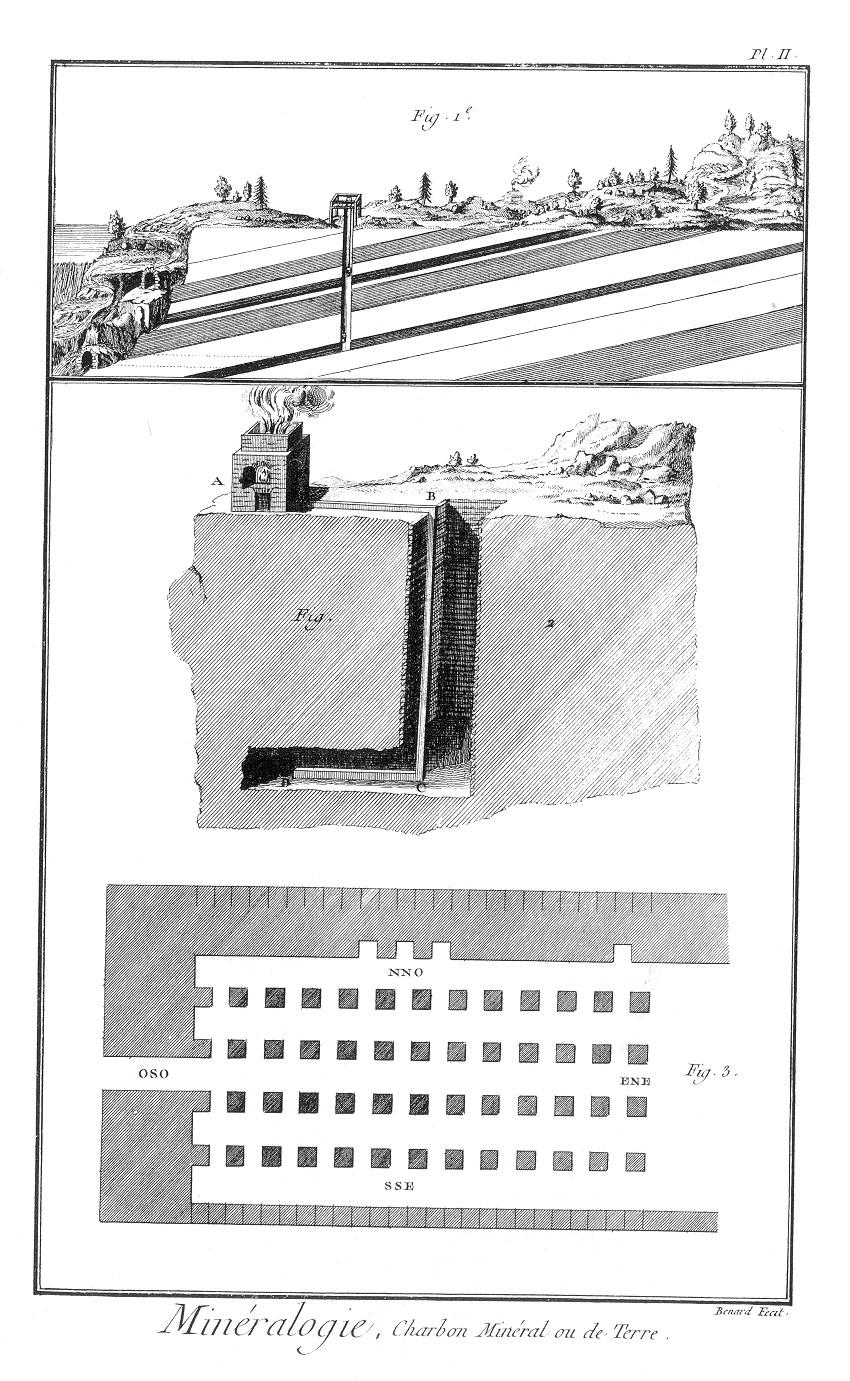 Pl. II.
Fig. 1e.
A
B
Fig. 2.
D
C
NNO
OSO
ENE
Fig. 3.
SSE
Benard Fecit.
Minéralogie, Charbon Minéral ou de Terre.